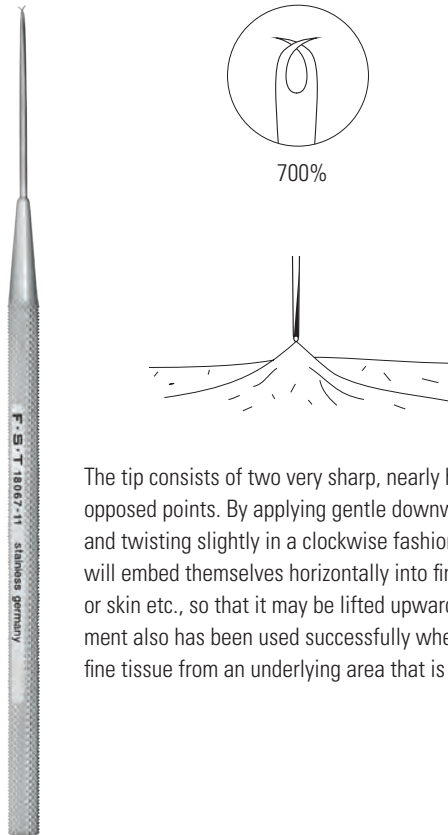 700%
F·S·T 18067-11 stainless germany
The tip consists of two very sharp, nearly
opposed points. By applying gentle
and twisting slightly in a clockwise
will embed themselves horizontally into
or skin etc., so that it may be lifted
ment also has been used successfully
fine tissue from an underlying area that is